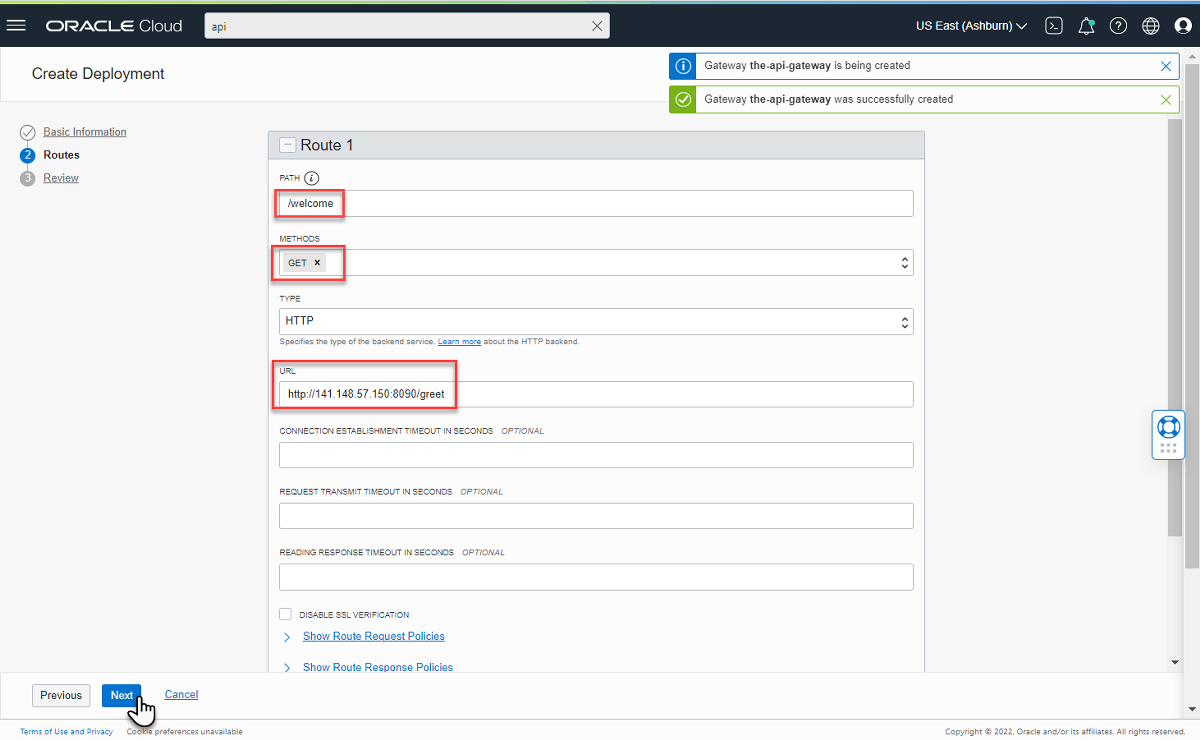 ORACLE Cloud
api
US East (Ashburn)
Create Deployment
Gateway the-api-gateway is being created
Gateway the-api-gateway was successfully created
Basic Information
2 Routes
3 Review
Route 1
PATH i
/welcome
METHODS
GET ×
TYPE
HTTP
Specifies the type of the backend service. Learn more about the HTTP backend.
URL
http://141.148.57.150:8090/greet
CONNECTION ESTABLISHMENT TIMEOUT IN SECONDS OPTIONAL
REQUEST TRANSMIT TIMEOUT IN SECONDS OPTIONAL
READING RESPONSE TIMEOUT IN SECONDS OPTIONAL
DISABLE SSL VERIFICATION
Show Route Request Policies
Show Route Response Policies
Previous Next Cancel
Terms of Use and Privacy Cookie preferences unavailable
Copyright © 2022, Oracle and/or its affiliates. All rights reserved.